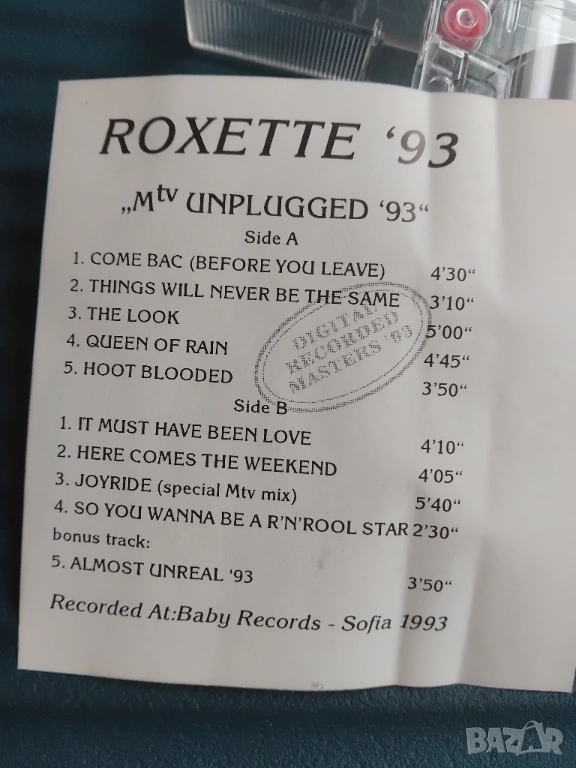 ROXETTE '93
„Mtv UNPLUGGED '93“
Side A
1. COME BAC (BEFORE YOU LEAVE) 4'30“
2. THINGS WILL NEVER BE THE SAME 3'10“
3. THE LOOK 5'00“
4. QUEEN OF RAIN 4'45“
5. HOOT BLOODED 3'50“
DIGITAL
RECORDED
MASTERS '93
Side B
1. IT MUST HAVE BEEN LOVE 4'10“
2. HERE COMES THE WEEKEND 4'05“
3. JOYRIDE (special Mtv mix) 5'40“
4. SO YOU WANNA BE A R'N'ROOL STAR 2'30“
bonus track:
5. ALMOST UNREAL '93 3'50“
Recorded At:Baby Records - Sofia 1993
BAZAR